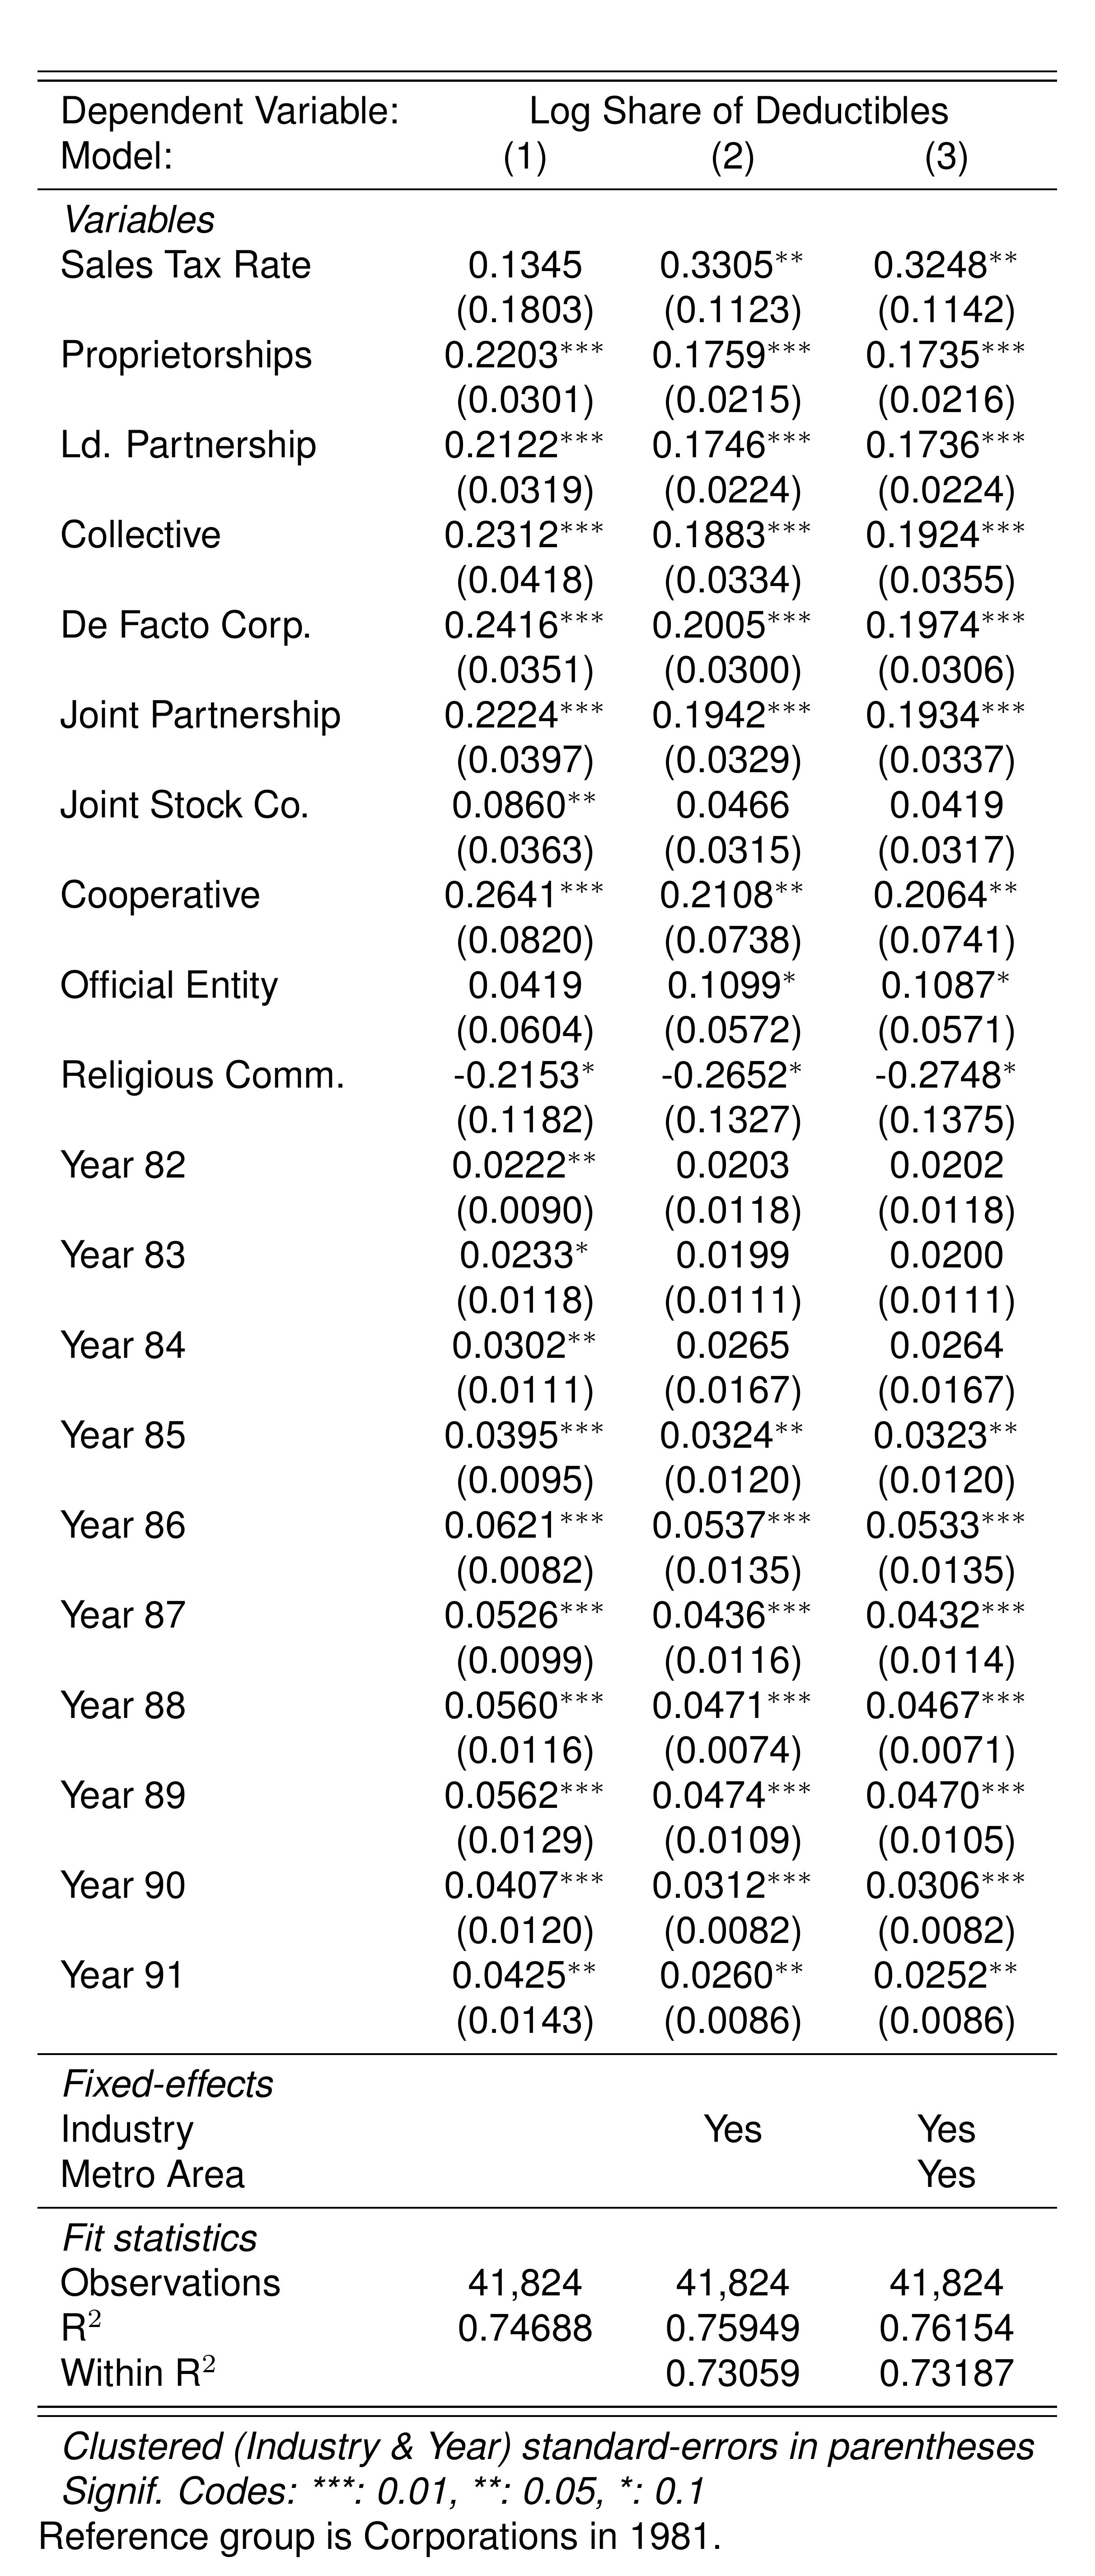 Dependent Variable: Log Share of Deductibles
Model: (1) (2) (3)
Variables
Sales Tax Rate 0.1345 0.3305** 0.3248**
(0.1803) (0.1123) (0.1142)
Proprietorships 0.2203*** 0.1759*** 0.1735***
(0.0301) (0.0215) (0.0216)
Ld. Partnership 0.2122*** 0.1746*** 0.1736***
(0.0319) (0.0224) (0.0224)
Collective 0.2312*** 0.1883*** 0.1924***
(0.0418) (0.0334) (0.0355)
De Facto Corp. 0.2416*** 0.2005*** 0.1974***
(0.0351) (0.0300) (0.0306)
Joint Partnership 0.2224*** 0.1942*** 0.1934***
(0.0397) (0.0329) (0.0337)
Joint Stock Co. 0.0860** 0.0466 0.0419
(0.0363) (0.0315) (0.0317)
Cooperative 0.2641*** 0.2108** 0.2064**
(0.0820) (0.0738) (0.0741)
Official Entity 0.0419 0.1099* 0.1087*
(0.0604) (0.0572) (0.0571)
Religious Comm. -0.2153* -0.2652* -0.2748*
(0.1182) (0.1327) (0.1375)
Year 82 0.0222** 0.0203 0.0202
(0.0090) (0.0118) (0.0118)
Year 83 0.0233* 0.0199 0.0200
(0.0118) (0.0111) (0.0111)
Year 84 0.0302** 0.0265 0.0264
(0.0111) (0.0167) (0.0167)
Year 85 0.0395*** 0.0324** 0.0323**
(0.0095) (0.0120) (0.0120)
Year 86 0.0621*** 0.0537*** 0.0533***
(0.0082) (0.0135) (0.0135)
Year 87 0.0526*** 0.0436*** 0.0432***
(0.0099) (0.0116) (0.0114)
Year 88 0.0560*** 0.0471*** 0.0467***
(0.0116) (0.0074) (0.0071)
Year 89 0.0562*** 0.0474*** 0.0470***
(0.0129) (0.0109) (0.0105)
Year 90 0.0407*** 0.0312*** 0.0306***
(0.0120) (0.0082) (0.0082)
Year 91 0.0425** 0.0260** 0.0252**
(0.0143) (0.0086) (0.0086)
Fixed-effects
Industry Yes Yes
Metro Area Yes
Fit statistics
Observations 41,824 41,824 41,824
R² 0.74688 0.75949 0.76154
Within R² 0.73059 0.73187
Clustered (Industry & Year) standard-errors in parentheses
Signif. Codes: ***: 0.01, **: 0.05, *: 0.1
Reference group is Corporations in 1981.